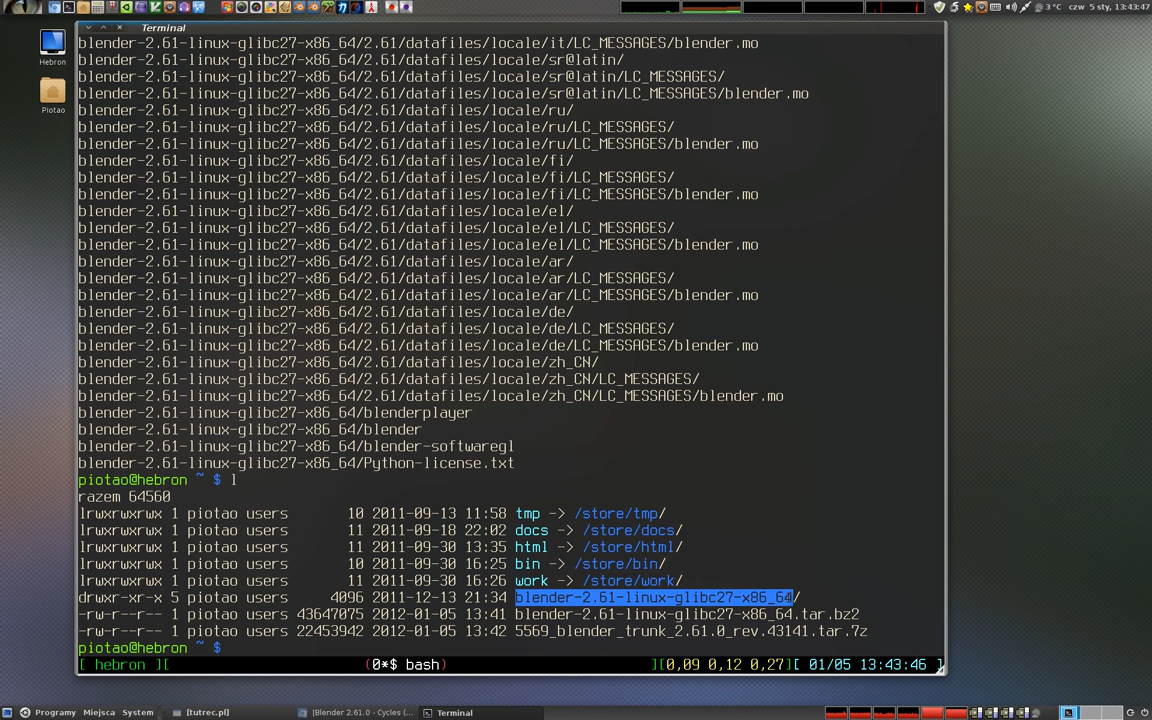 3 °C czw 5 sty, 13:43:47
Terminal
Hebron
Piotao
blender-2.61-linux-glibc27-x86_64/2.61/datafiles/locale/it/LC_MESSAGES/blender.mo
blender-2.61-linux-glibc27-x86_64/2.61/datafiles/locale/sr@latin/
blender-2.61-linux-glibc27-x86_64/2.61/datafiles/locale/sr@latin/LC_MESSAGES/
blender-2.61-linux-glibc27-x86_64/2.61/datafiles/locale/sr@latin/LC_MESSAGES/blender.mo
blender-2.61-linux-glibc27-x86_64/2.61/datafiles/locale/ru/
blender-2.61-linux-glibc27-x86_64/2.61/datafiles/locale/ru/LC_MESSAGES/
blender-2.61-linux-glibc27-x86_64/2.61/datafiles/locale/ru/LC_MESSAGES/blender.mo
blender-2.61-linux-glibc27-x86_64/2.61/datafiles/locale/fi/
blender-2.61-linux-glibc27-x86_64/2.61/datafiles/locale/fi/LC_MESSAGES/
blender-2.61-linux-glibc27-x86_64/2.61/datafiles/locale/fi/LC_MESSAGES/blender.mo
blender-2.61-linux-glibc27-x86_64/2.61/datafiles/locale/el/
blender-2.61-linux-glibc27-x86_64/2.61/datafiles/locale/el/LC_MESSAGES/
blender-2.61-linux-glibc27-x86_64/2.61/datafiles/locale/el/LC_MESSAGES/blender.mo
blender-2.61-linux-glibc27-x86_64/2.61/datafiles/locale/ar/
blender-2.61-linux-glibc27-x86_64/2.61/datafiles/locale/ar/LC_MESSAGES/
blender-2.61-linux-glibc27-x86_64/2.61/datafiles/locale/ar/LC_MESSAGES/blender.mo
blender-2.61-linux-glibc27-x86_64/2.61/datafiles/locale/de/
blender-2.61-linux-glibc27-x86_64/2.61/datafiles/locale/de/LC_MESSAGES/
blender-2.61-linux-glibc27-x86_64/2.61/datafiles/locale/de/LC_MESSAGES/blender.mo
blender-2.61-linux-glibc27-x86_64/2.61/datafiles/locale/zh_CN/
blender-2.61-linux-glibc27-x86_64/2.61/datafiles/locale/zh_CN/LC_MESSAGES/
blender-2.61-linux-glibc27-x86_64/2.61/datafiles/locale/zh_CN/LC_MESSAGES/blender.mo
blender-2.61-linux-glibc27-x86_64/blenderplayer
blender-2.61-linux-glibc27-x86_64/blender
blender-2.61-linux-glibc27-x86_64/blender-softwaregl
blender-2.61-linux-glibc27-x86_64/Python-license.txt
piotao@hebron ~ $ l
razem 64560
lrwxrwxrwx 1 piotao users       10 2011-09-13 11:58 tmp -> /store/tmp/
lrwxrwxrwx 1 piotao users       11 2011-09-18 22:02 docs -> /store/docs/
lrwxrwxrwx 1 piotao users       11 2011-09-30 13:35 html -> /store/html/
lrwxrwxrwx 1 piotao users       10 2011-09-30 16:25 bin -> /store/bin/
lrwxrwxrwx 1 piotao users       11 2011-09-30 16:26 work -> /store/work/
drwxr-xr-x 5 piotao users     4096 2011-12-13 21:34 blender-2.61-linux-glibc27-x86_64/
-rw-r--r-- 1 piotao users 43647075 2012-01-05 13:41 blender-2.61-linux-glibc27-x86_64.tar.bz2
-rw-r--r-- 1 piotao users 22453942 2012-01-05 13:42 5569_blender_trunk_2.61.0_rev.43141.tar.7z
piotao@hebron ~ $
[ hebron ][ (0*$ bash) ][0,09 0,12 0,27][ 01/05 13:43:46 ]
Programy Miejsca System [tutrec.pl] [Blender 2.61.0 - Cycles (... Terminal